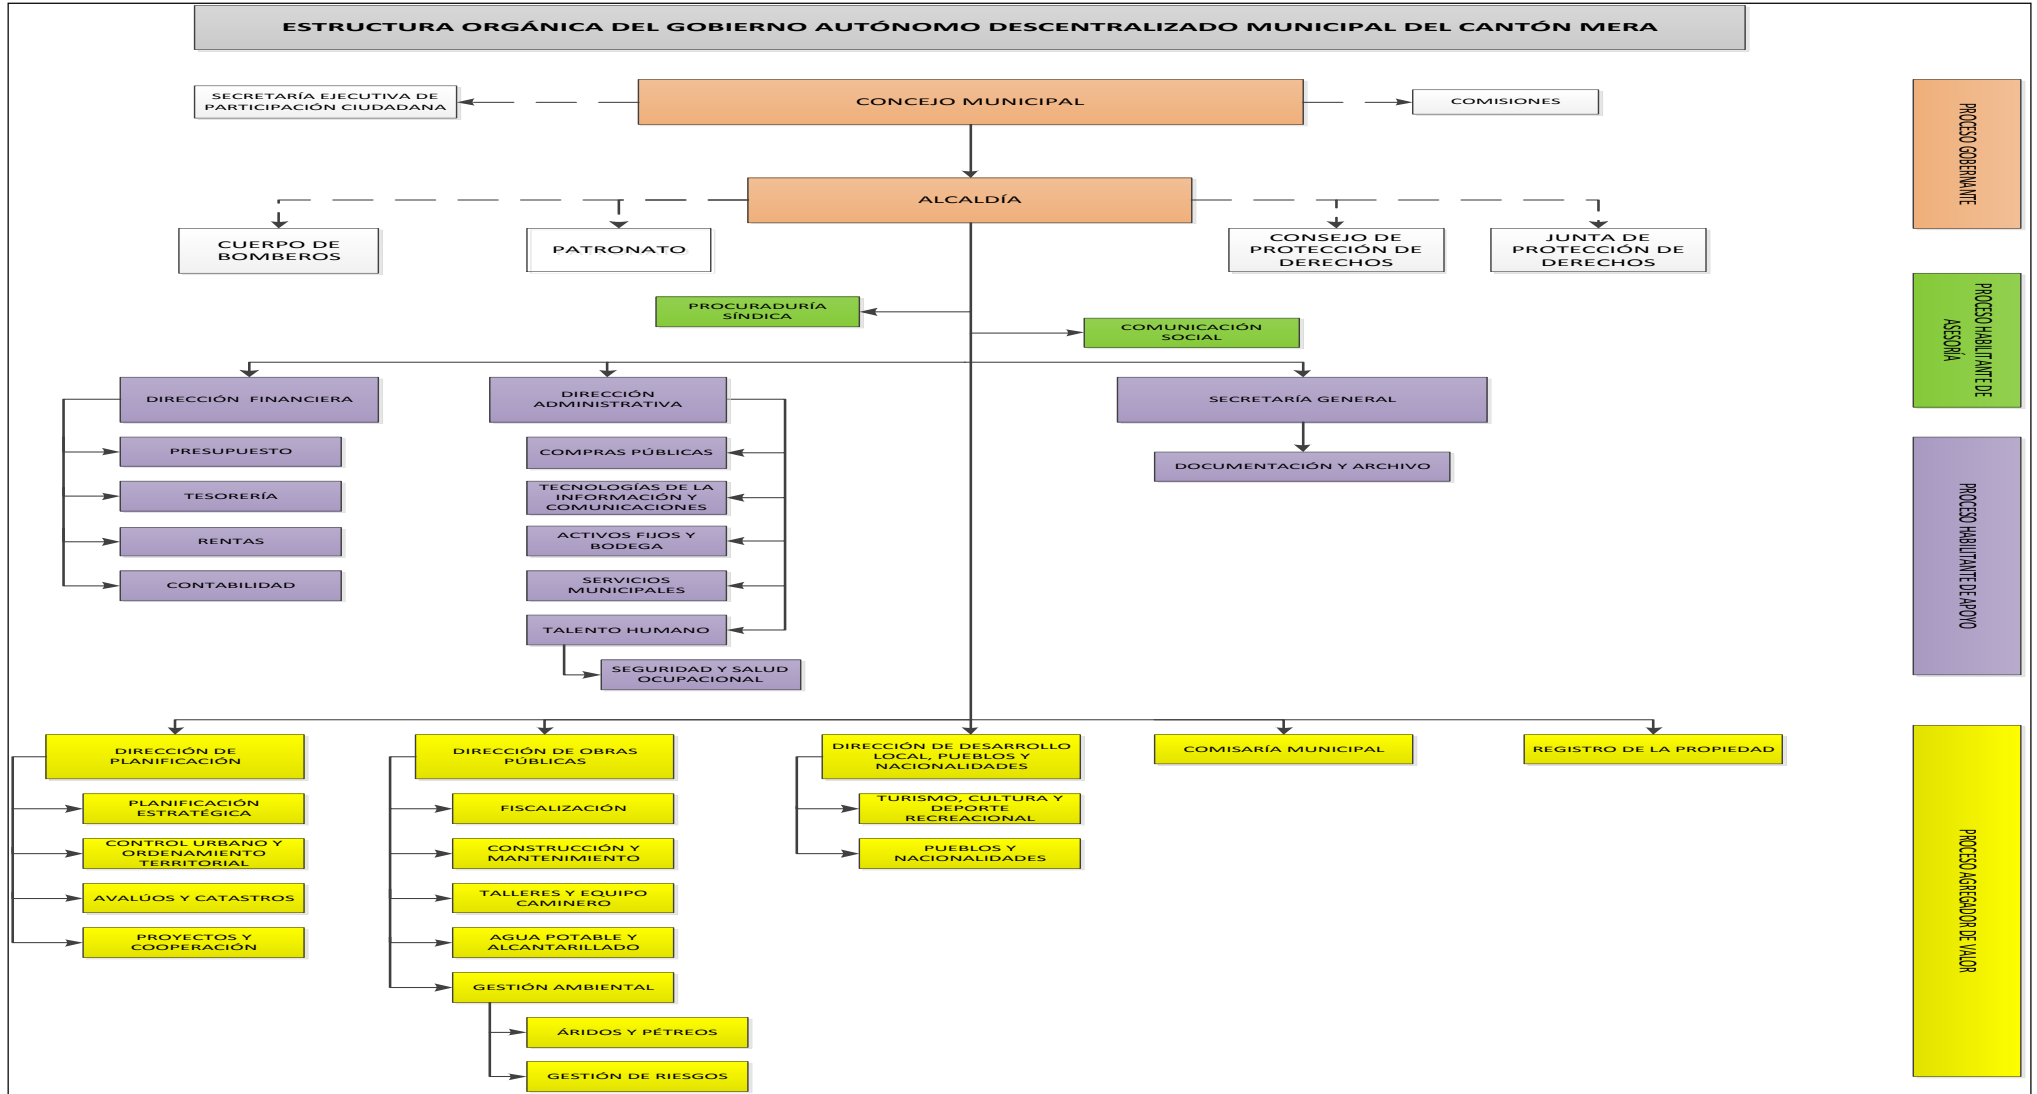 ESTRUCTURA ORGÁNICA DEL GOBIERNO AUTÓNOMO DESCENTRALIZADO MUNICIPAL DEL CANTÓN MERA
SECRETARÍA EJECUTIVA DE
PARTICIPACIÓN CIUDADANA
CONCEJO MUNICIPAL
COMISIONES
PROCESO GOBERNANTE
ALCALDÍA
CUERPO DE
BOMBEROS
PATRONATO
CONSEJO DE
PROTECCIÓN DE
DERECHOS
JUNTA DE
PROTECCIÓN DE
DERECHOS
PROCURADURÍA
SÍNDICA
COMUNICACIÓN
SOCIAL
PROCESO HABILITANTE DE
ASESORÍA
DIRECCIÓN FINANCIERA
PRESUPUESTO
TESORERÍA
RENTAS
CONTABILIDAD
DIRECCIÓN
ADMINISTRATIVA
COMPRAS PÚBLICAS
TECNOLOGÍAS DE LA
INFORMACIÓN Y
COMUNICACIONES
ACTIVOS FIJOS Y
BODEGA
SERVICIOS
MUNICIPALES
TALENTO HUMANO
SEGURIDAD Y SALUD
OCUPACIONAL
SECRETARÍA GENERAL
DOCUMENTACIÓN Y ARCHIVO
PROCESO HABILITANTE DE APOYO
DIRECCIÓN DE
PLANIFICACIÓN
PLANIFICACIÓN
ESTRATÉGICA
CONTROL URBANO Y
ORDENAMIENTO
TERRITORIAL
AVALÚOS Y CATASTROS
PROYECTOS Y
COOPERACIÓN
DIRECCIÓN DE OBRAS
PÚBLICAS
FISCALIZACIÓN
CONSTRUCCIÓN Y
MANTENIMIENTO
TALLERES Y EQUIPO
CAMINERO
AGUA POTABLE Y
ALCANTARILLADO
GESTIÓN AMBIENTAL
ÁRIDOS Y PÉTREOS
GESTIÓN DE RIESGOS
DIRECCIÓN DE DESARROLLO
LOCAL, PUEBLOS Y
NACIONALIDADES
TURISMO, CULTURA Y
DEPORTE
RECREACIONAL
PUEBLOS Y
NACIONALIDADES
COMISARÍA MUNICIPAL
REGISTRO DE LA PROPIEDAD
PROCESO AGREGADOR DE VALOR